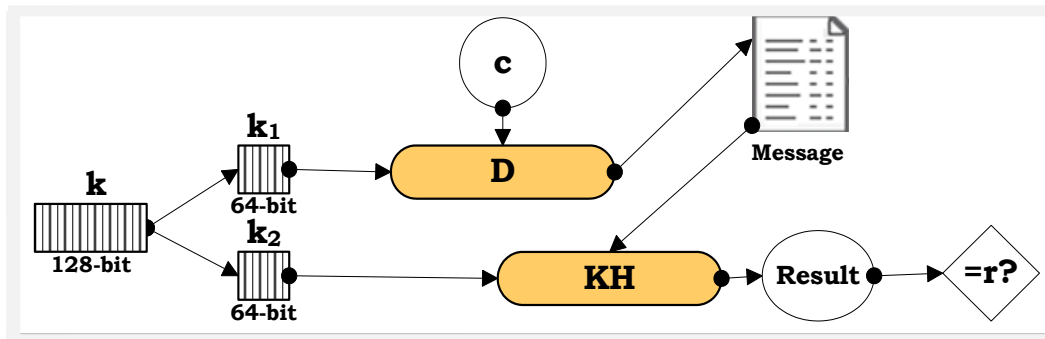 c
k₁
D
Message
k
64-bit
k₂
128-bit
KH
Result
=r?
64-bit